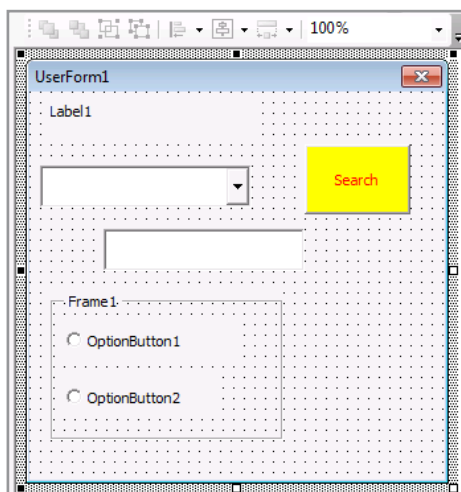 100%
UserForm1
Label1
Search
Frame1
OptionButton1
OptionButton2